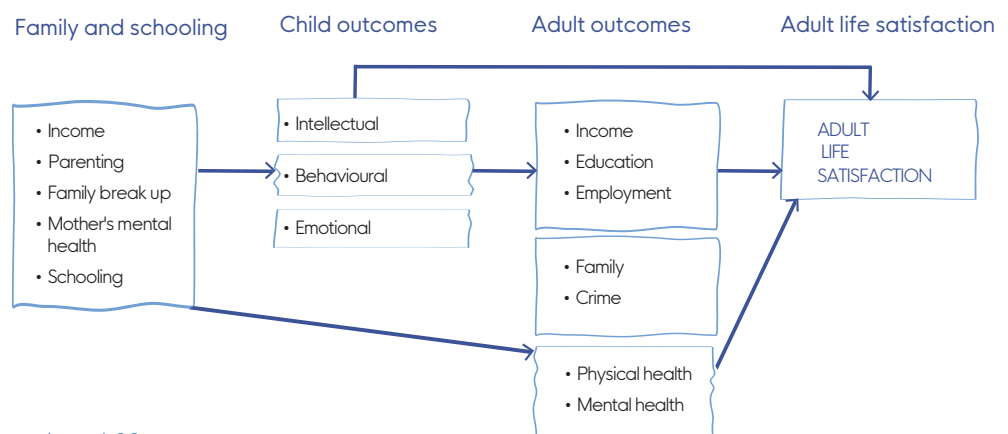 Family and schooling
Child outcomes
Adult outcomes
Adult life satisfaction
• Income
• Parenting
• Family break up
• Mother's mental
health
• Schooling
• Intellectual
• Behavioural
• Emotional
• Income
• Education
• Employment
• Family
• Crime
• Physical health
• Mental health
ADULT
LIFE
SATISFACTION